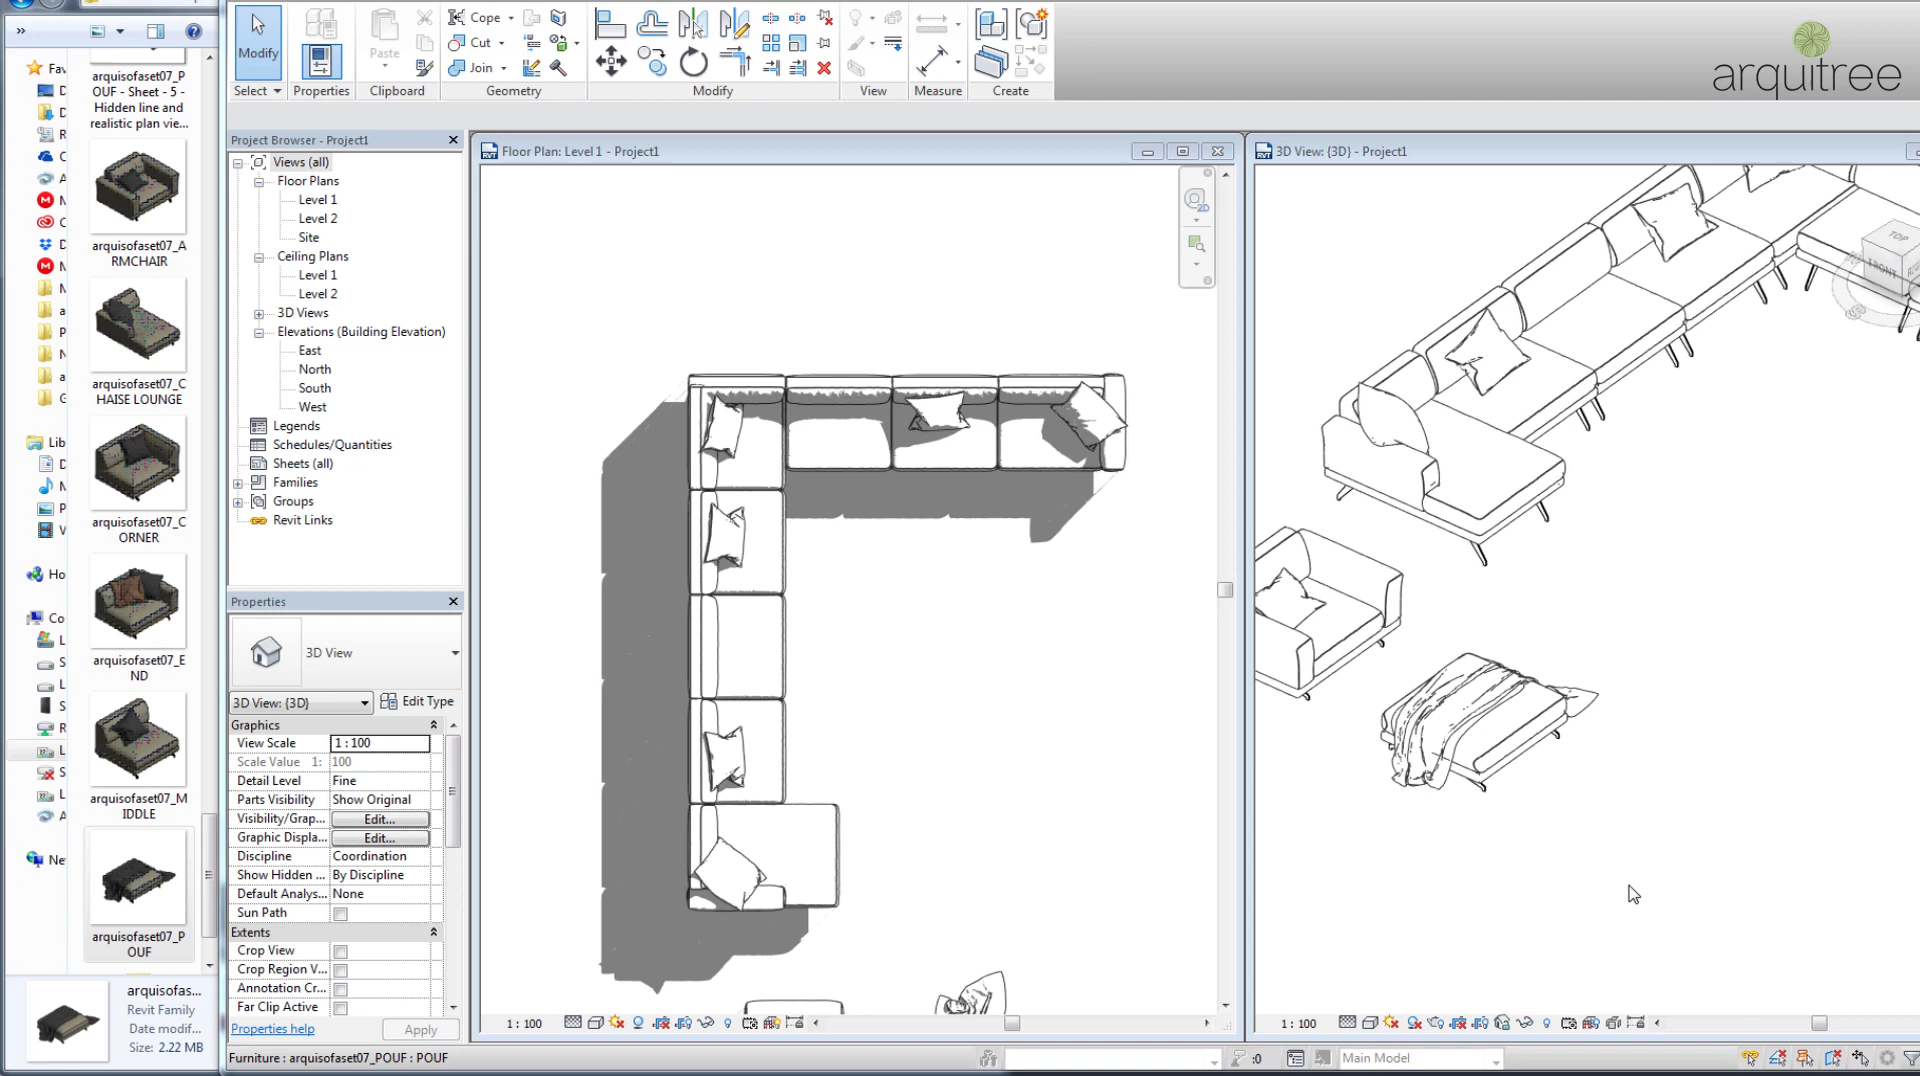 »
Modify
Select
Properties
Paste
Clipboard
Cope
Cut
Join
Geometry
Modify
View
Measure
Create
arquitree
Fav
arquisofaset07_P
OUF - Sheet - 5 -
Hidden line and
realistic plan vie...
arquisofaset07_A
RMCHAIR
arquisofaset07_C
HAISE LOUNGE
arquisofaset07_C
ORNER
arquisofaset07_E
ND
arquisofaset07_M
IDDLE
arquisofaset07_P
OUF
Lib
Ho
Co
Ne
arquisofas...
Revit Family
Date modif...
Size: 2.22 MB
Project Browser - Project1
Views (all)
Floor Plans
Level 1
Level 2
Site
Ceiling Plans
Level 1
Level 2
3D Views
Elevations (Building Elevation)
East
North
South
West
Legends
Schedules/Quantities
Sheets (all)
Families
Groups
Revit Links
Properties
3D View
3D View: {3D}
Edit Type
Graphics
View Scale 1 : 100
Scale Value 1: 100
Detail Level Fine
Parts Visibility Show Original
Visibility/Grap... Edit...
Graphic Displa... Edit...
Discipline Coordination
Show Hidden ... By Discipline
Default Analys... None
Sun Path
Extents
Crop View
Crop Region V...
Annotation Cr...
Far Clip Active
Properties help
Apply
Floor Plan: Level 1 - Project1
2D
1 : 100
3D View: {3D} - Project1
TOP
FRONT
1 : 100
Furniture : arquisofaset07_POUF : POUF
:0
Main Model